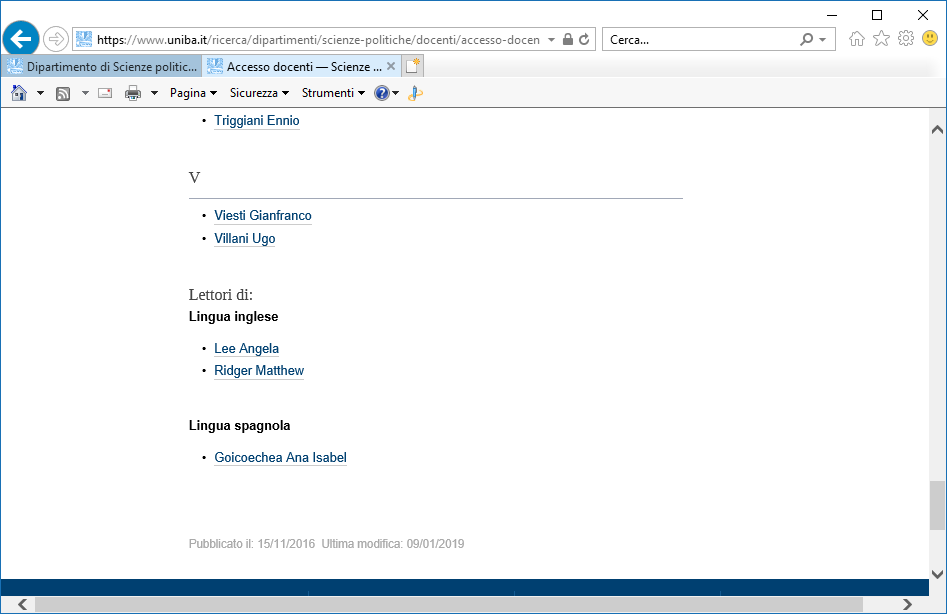 https://www.uniba.it/ricerca/dipartimenti/scienze-politiche/docenti/accesso-docen
Cerca...
Dipartimento di Scienze politic...
Accesso docenti — Scienze ...
Pagina
Sicurezza
Strumenti
• Triggiani Ennio
V
• Viesti Gianfranco
• Villani Ugo
Lettori di:
Lingua inglese
• Lee Angela
• Ridger Matthew
Lingua spagnola
• Goicoechea Ana Isabel
Pubblicato il: 15/11/2016 Ultima modifica: 09/01/2019